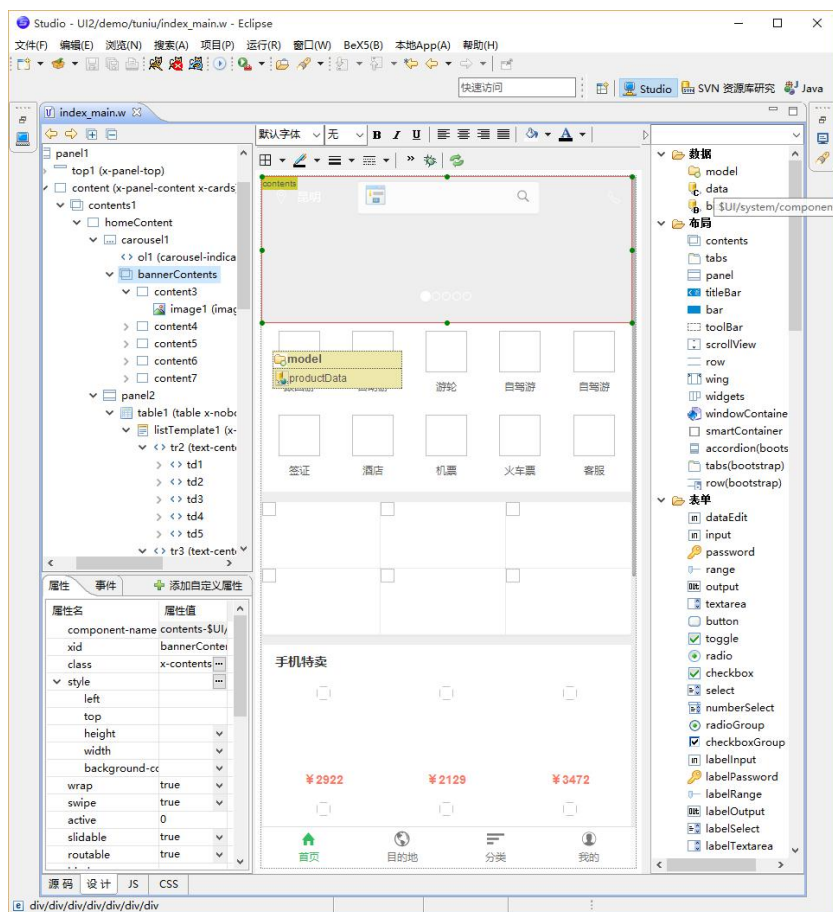 Studio - UI2/demo/tuniu/index_main.w - Eclipse
文件(F) 编辑(E) 浏览(N) 搜索(A) 项目(P) 运行(R) 窗口(W) BeX5(B) 本地App(A) 帮助(H)
快速访问
Studio SVN 资源库研究 Java
index_main.w
默认字体 无 B I U A
panel1
top1 (x-panel-top)
content (x-panel-content x-cards
contents1
homeContent
carousel1
ol1 (carousel-indica
bannerContents
content3
image1 (imag
content4
content5
content6
content7
panel2
table1 (table x-nobo
listTemplate1 (x-
tr2 (text-cent
td1
td2
td3
td4
td5
tr3 (text-cent
属性 事件 添加自定义属性
属性名 属性值
component-name contents-$UI/
xid bannerConter
class x-contents
style
left
top
height
width
background-cc
wrap true
swipe true
active 0
slidable true
routable true
源码 设计 JS CSS
div/div/div/div/div/div/div
contents
model
productData
游轮 自驾游 自驾游
签证 酒店 机票 火车票 客服
手机特卖
¥2922 ¥2129 ¥3472
首页 目的地 分类 我的
数据
model
data
b
$UI/system/componen
布局
contents
tabs
panel
titleBar
bar
toolBar
scrollView
row
wing
widgets
windowContaine
smartContainer
accordion(boots
tabs(bootstrap)
row(bootstrap)
表单
dataEdit
input
password
range
output
textarea
button
toggle
radio
checkbox
select
numberSelect
radioGroup
checkboxGroup
labelInput
labelPassword
labelRange
labelOutput
labelSelect
labelTextarea